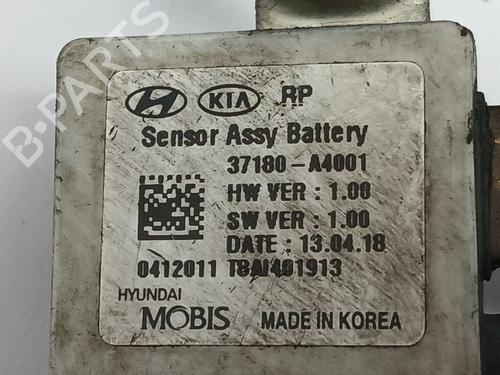 KIA RP
Sensor Assy Battery
37180-A4001
HW VER : 1.00
SW VER : 1.00
DATE : 13.04.18
0412011 T8AI401913
HYUNDAI
MOBIS MADE IN KOREA
B-PARTS